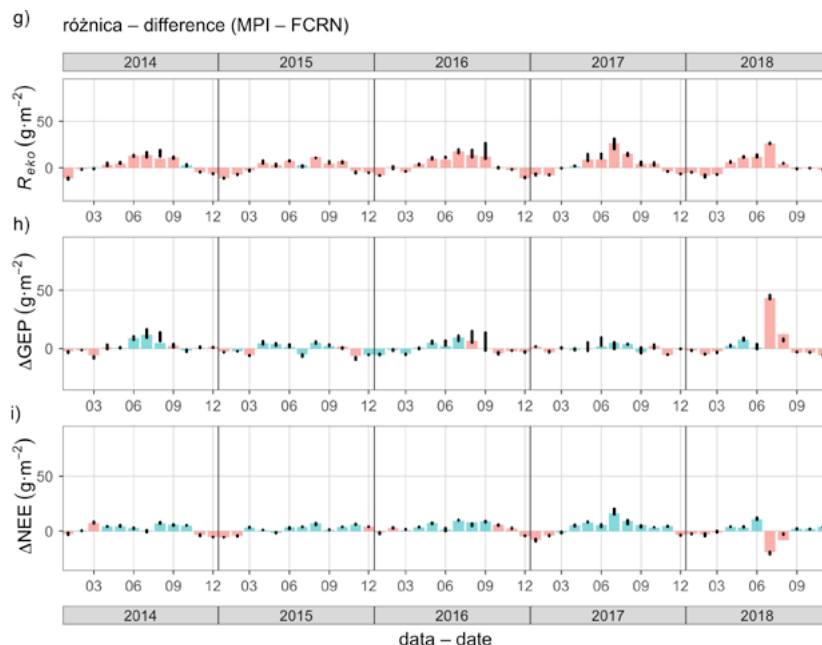 g)
różnica – difference (MPI – FCRN)
2014 2015 2016 2017 2018
R_eko (g·m⁻²)
50
0
03 06 09 12 03 06 09 12 03 06 09 12 03 06 09 12 03 06 09
h)
ΔGEP (g·m⁻²)
50
0
03 06 09 12 03 06 09 12 03 06 09 12 03 06 09 12 03 06 09
i)
ΔNEE (g·m⁻²)
50
0
03 06 09 12 03 06 09 12 03 06 09 12 03 06 09 12 03 06 09
2014 2015 2016 2017 2018
data – date